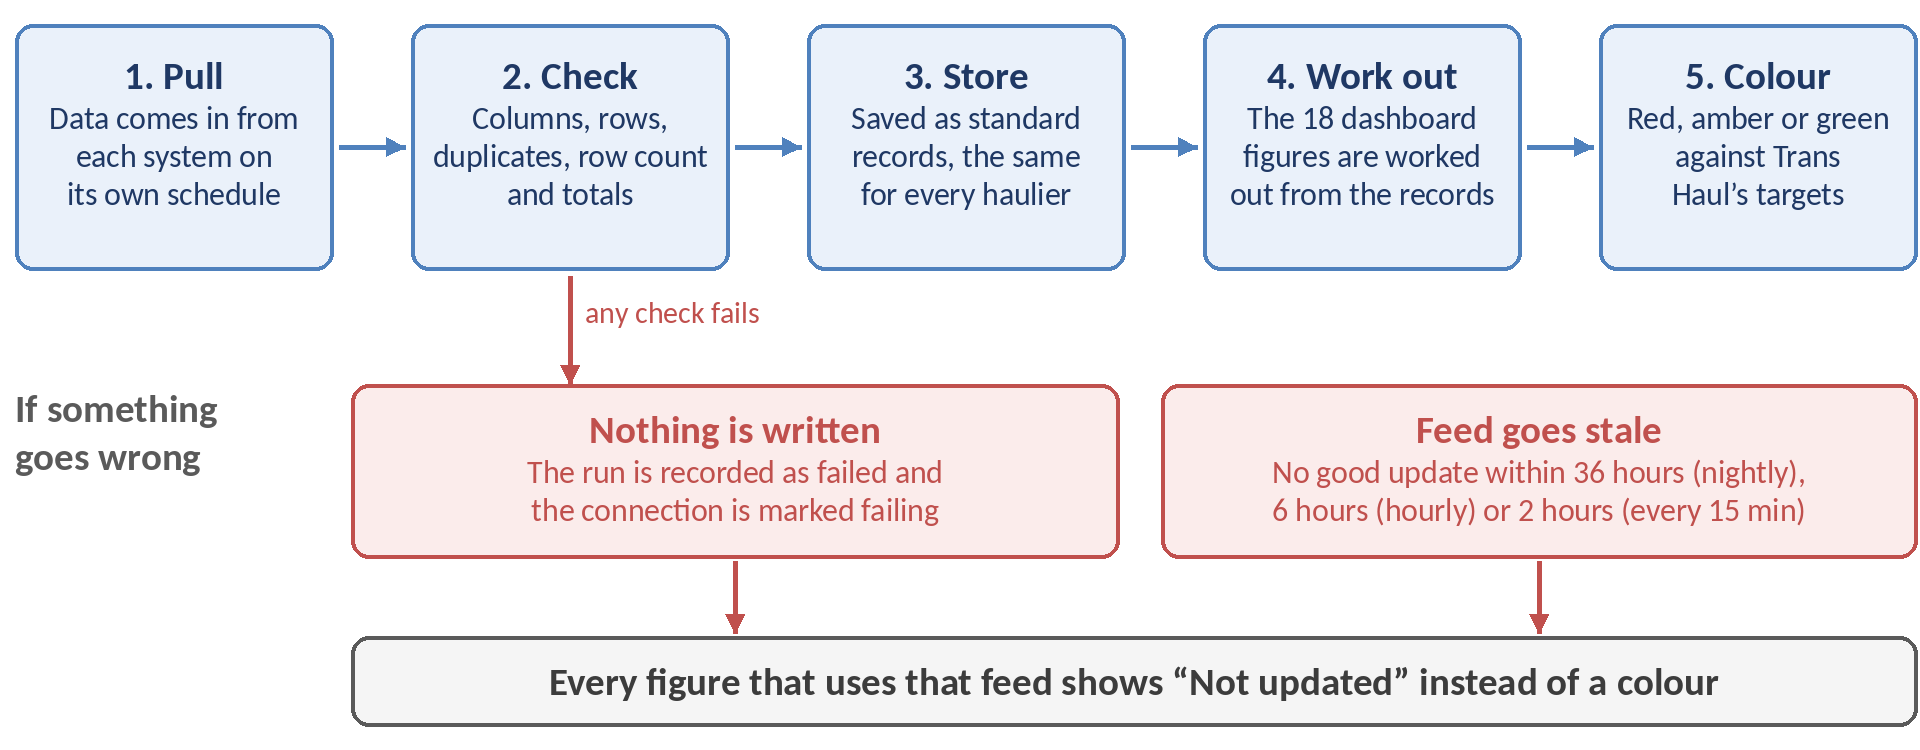 1. Pull
Data comes in from
each system on
its own schedule
2. Check
Columns, rows,
duplicates, row count
and totals
3. Store
Saved as standard
records, the same
for every haulier
4. Work out
The 18 dashboard
figures are worked
out from the records
5. Colour
Red, amber or green
against Trans
Haul’s targets
any check fails
If something
goes wrong
Nothing is written
The run is recorded as failed and
the connection is marked failing
Feed goes stale
No good update within 36 hours (nightly),
6 hours (hourly) or 2 hours (every 15 min)
Every figure that uses that feed shows “Not updated” instead of a colour